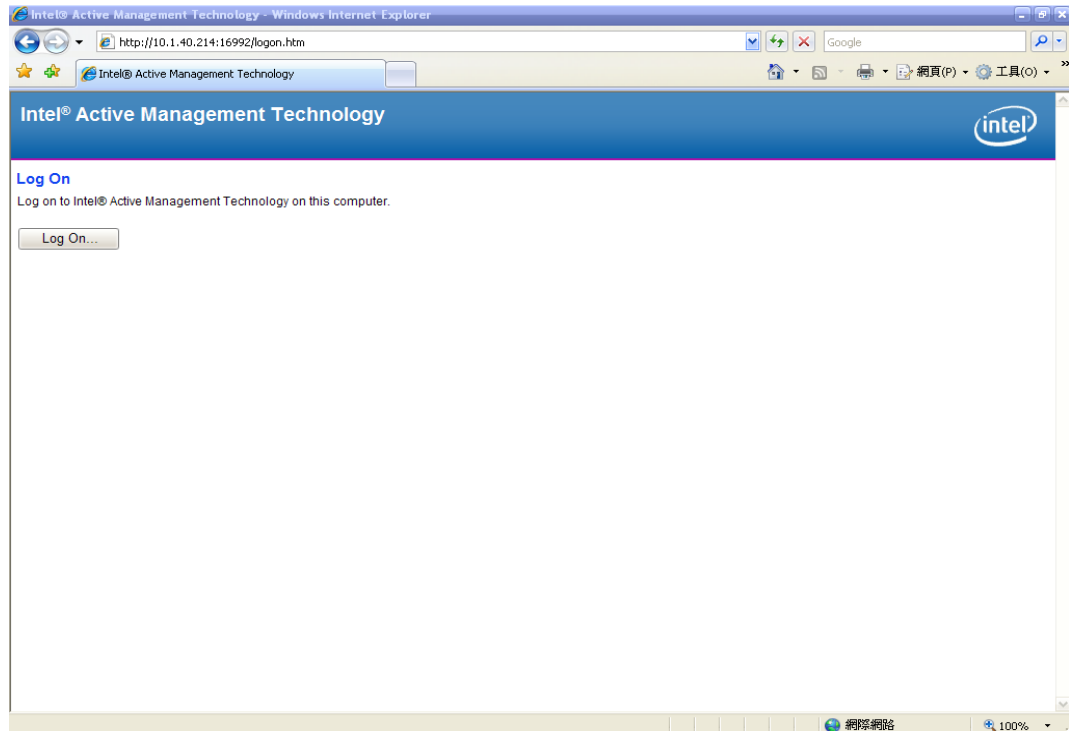 Intel® Active Management Technology - Windows Internet Explorer
http://10.1.40.214:16992/logon.htm
Google
Intel® Active Management Technology
網頁(P)
工具(O)
»
Intel® Active Management Technology
intel
Log On
Log on to Intel® Active Management Technology on this computer.
Log On...
網際網路
100%